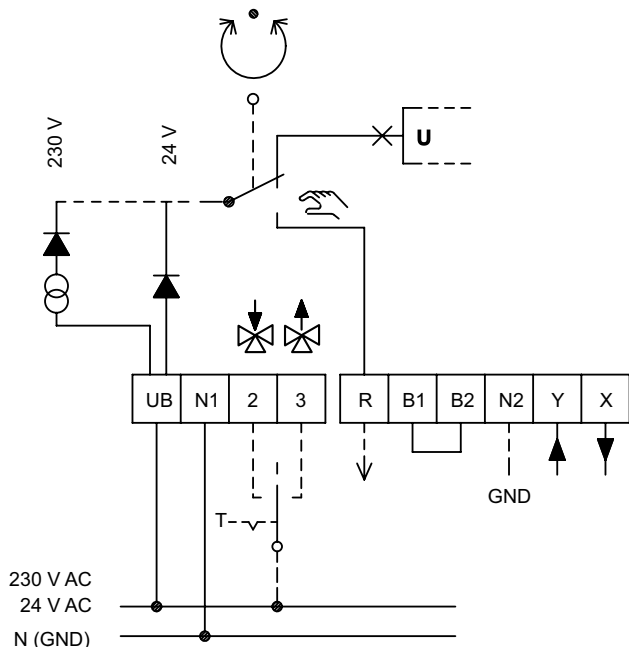 230 V
24 V
U
UB N1 2 3 R B1 B2 N2 Y X
GND
T
230 V AC
24 V AC
N (GND)